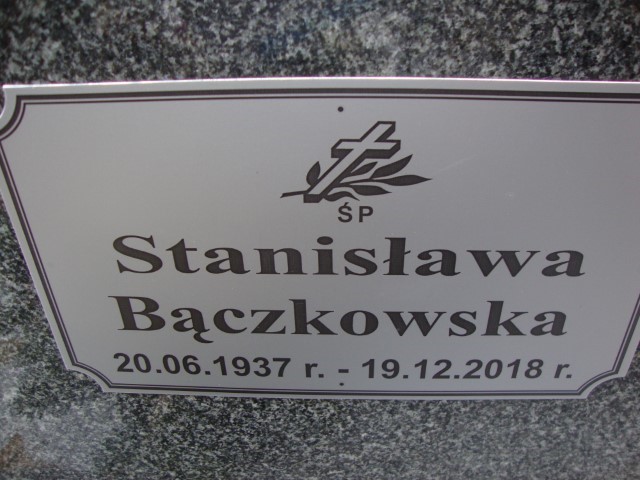 ŚP
Stanisława
Bączkowska
20.06.1937 r. - 19.12.2018 r.